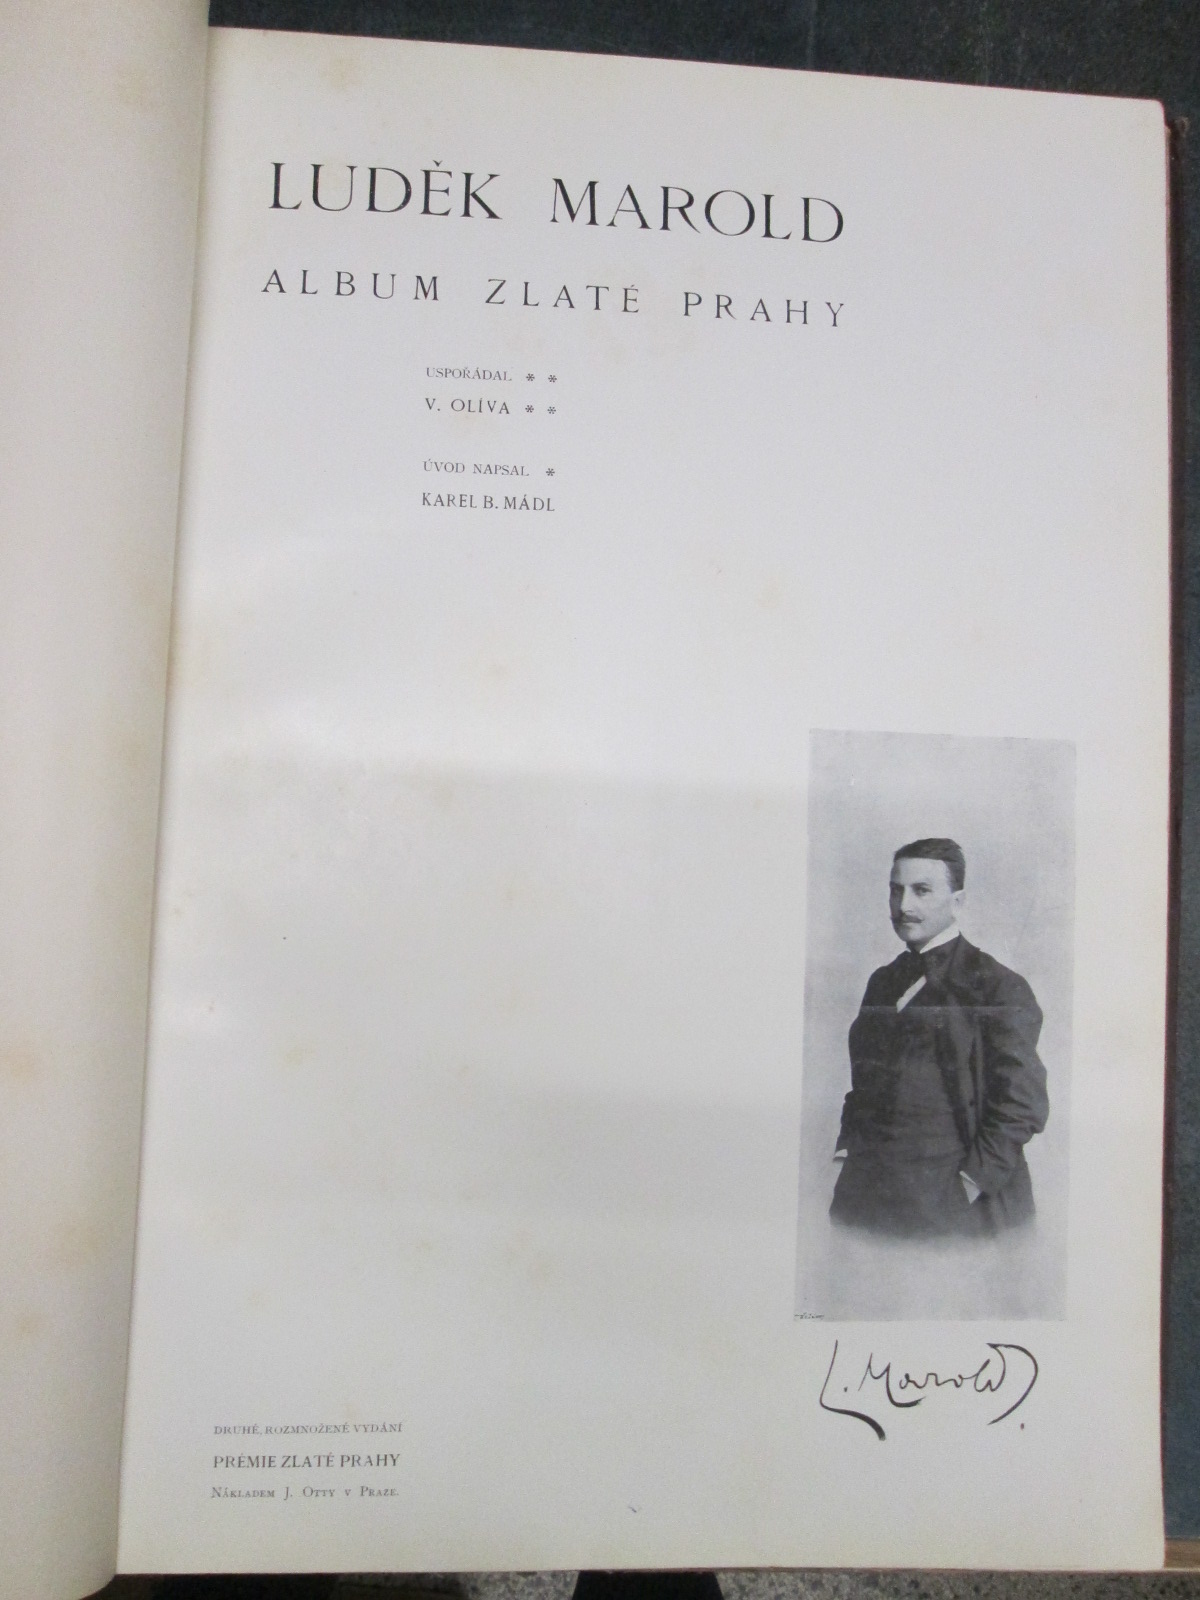 LUDĚK MAROLD
ALBUM ZLATÉ PRAHY
USPOŘÁDAL * *
V. OLÍVA * *
ÚVOD NAPSAL *
KAREL B. MÁDL
L. Marold
DRUHÉ, ROZMNOŽENÉ VYDÁNÍ
PRÉMIE ZLATÉ PRAHY
NÁKLADEM J. OTTY V PRAZE.